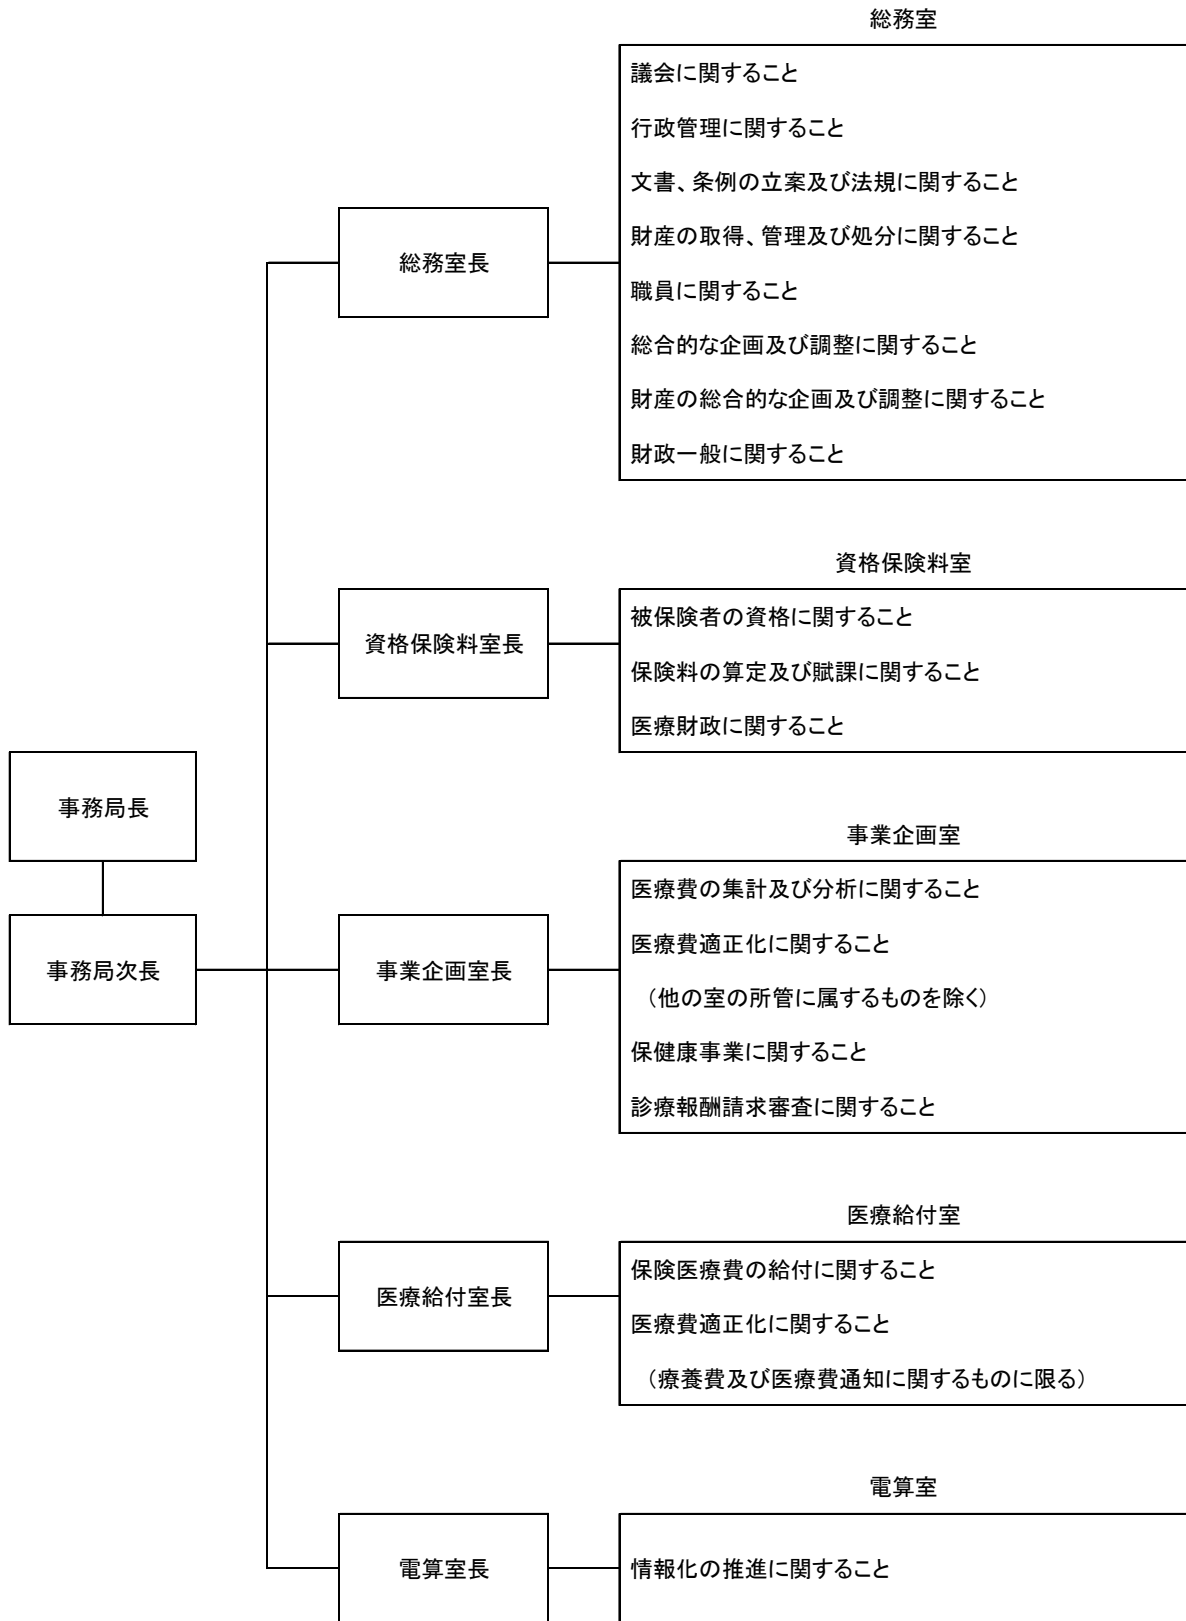 総務室
議会に関すること
行政管理に関すること
文書、条例の立案及び法規に関すること
財産の取得、管理及び処分に関すること
総務室長
職員に関すること
総合的な企画及び調整に関すること
財産の総合的な企画及び調整に関すること
財政一般に関すること
資格保険料室
資格保険料室長
被保険者の資格に関すること
保険料の算定及び賦課に関すること
医療財政に関すること
事務局長
事務局次長
事業企画室
事業企画室長
医療費の集計及び分析に関すること
医療費適正化に関すること
（他の室の所管に属するものを除く）
保健康事業に関すること
診療報酬請求審査に関すること
医療給付室
医療給付室長
保険医療費の給付に関すること
医療費適正化に関すること
（療養費及び医療費通知に関するものに限る）
電算室
電算室長
情報化の推進に関すること